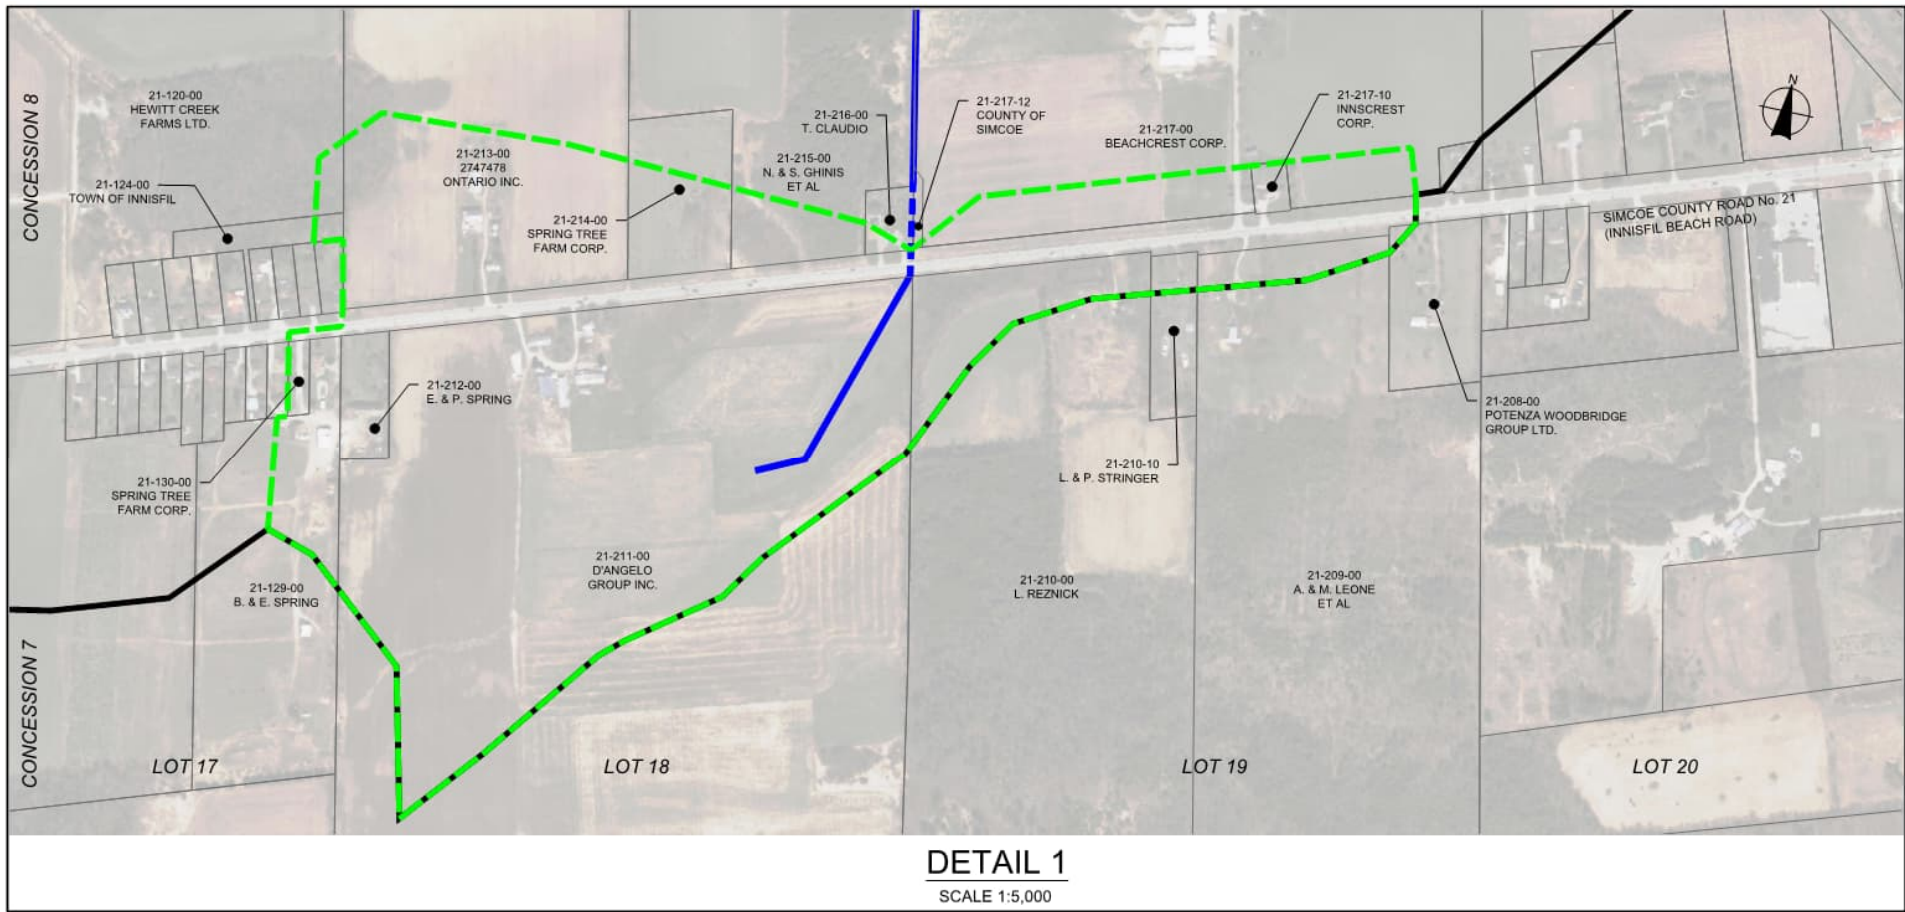 CONCESSION 8
21-120-00
HEWITT CREEK
FARMS LTD.
21-124-00
TOWN OF INNISFIL
21-213-00
2747478
ONTARIO INC.
21-214-00
SPRING TREE
FARM CORP.
21-215-00
N. & S. GHINIS
ET AL
21-216-00
T. CLAUDIO
21-217-12
COUNTY OF
SIMCOE
21-217-00
BEACHCREST CORP.
21-217-10
INNSCREST
CORP.
N
SIMCOE COUNTY ROAD No. 21
(INNISFIL BEACH ROAD)
21-212-00
E. & P. SPRING
21-208-00
POTENZA WOODBRIDGE
GROUP LTD.
21-210-10
L. & P. STRINGER
21-130-00
SPRING TREE
FARM CORP.
21-129-00
B. & E. SPRING
21-211-00
D'ANGELO
GROUP INC.
21-210-00
L. REZNICK
21-209-00
A. & M. LEONE
ET AL
CONCESSION 7
LOT 17
LOT 18
LOT 19
LOT 20
DETAIL 1
SCALE 1:5,000